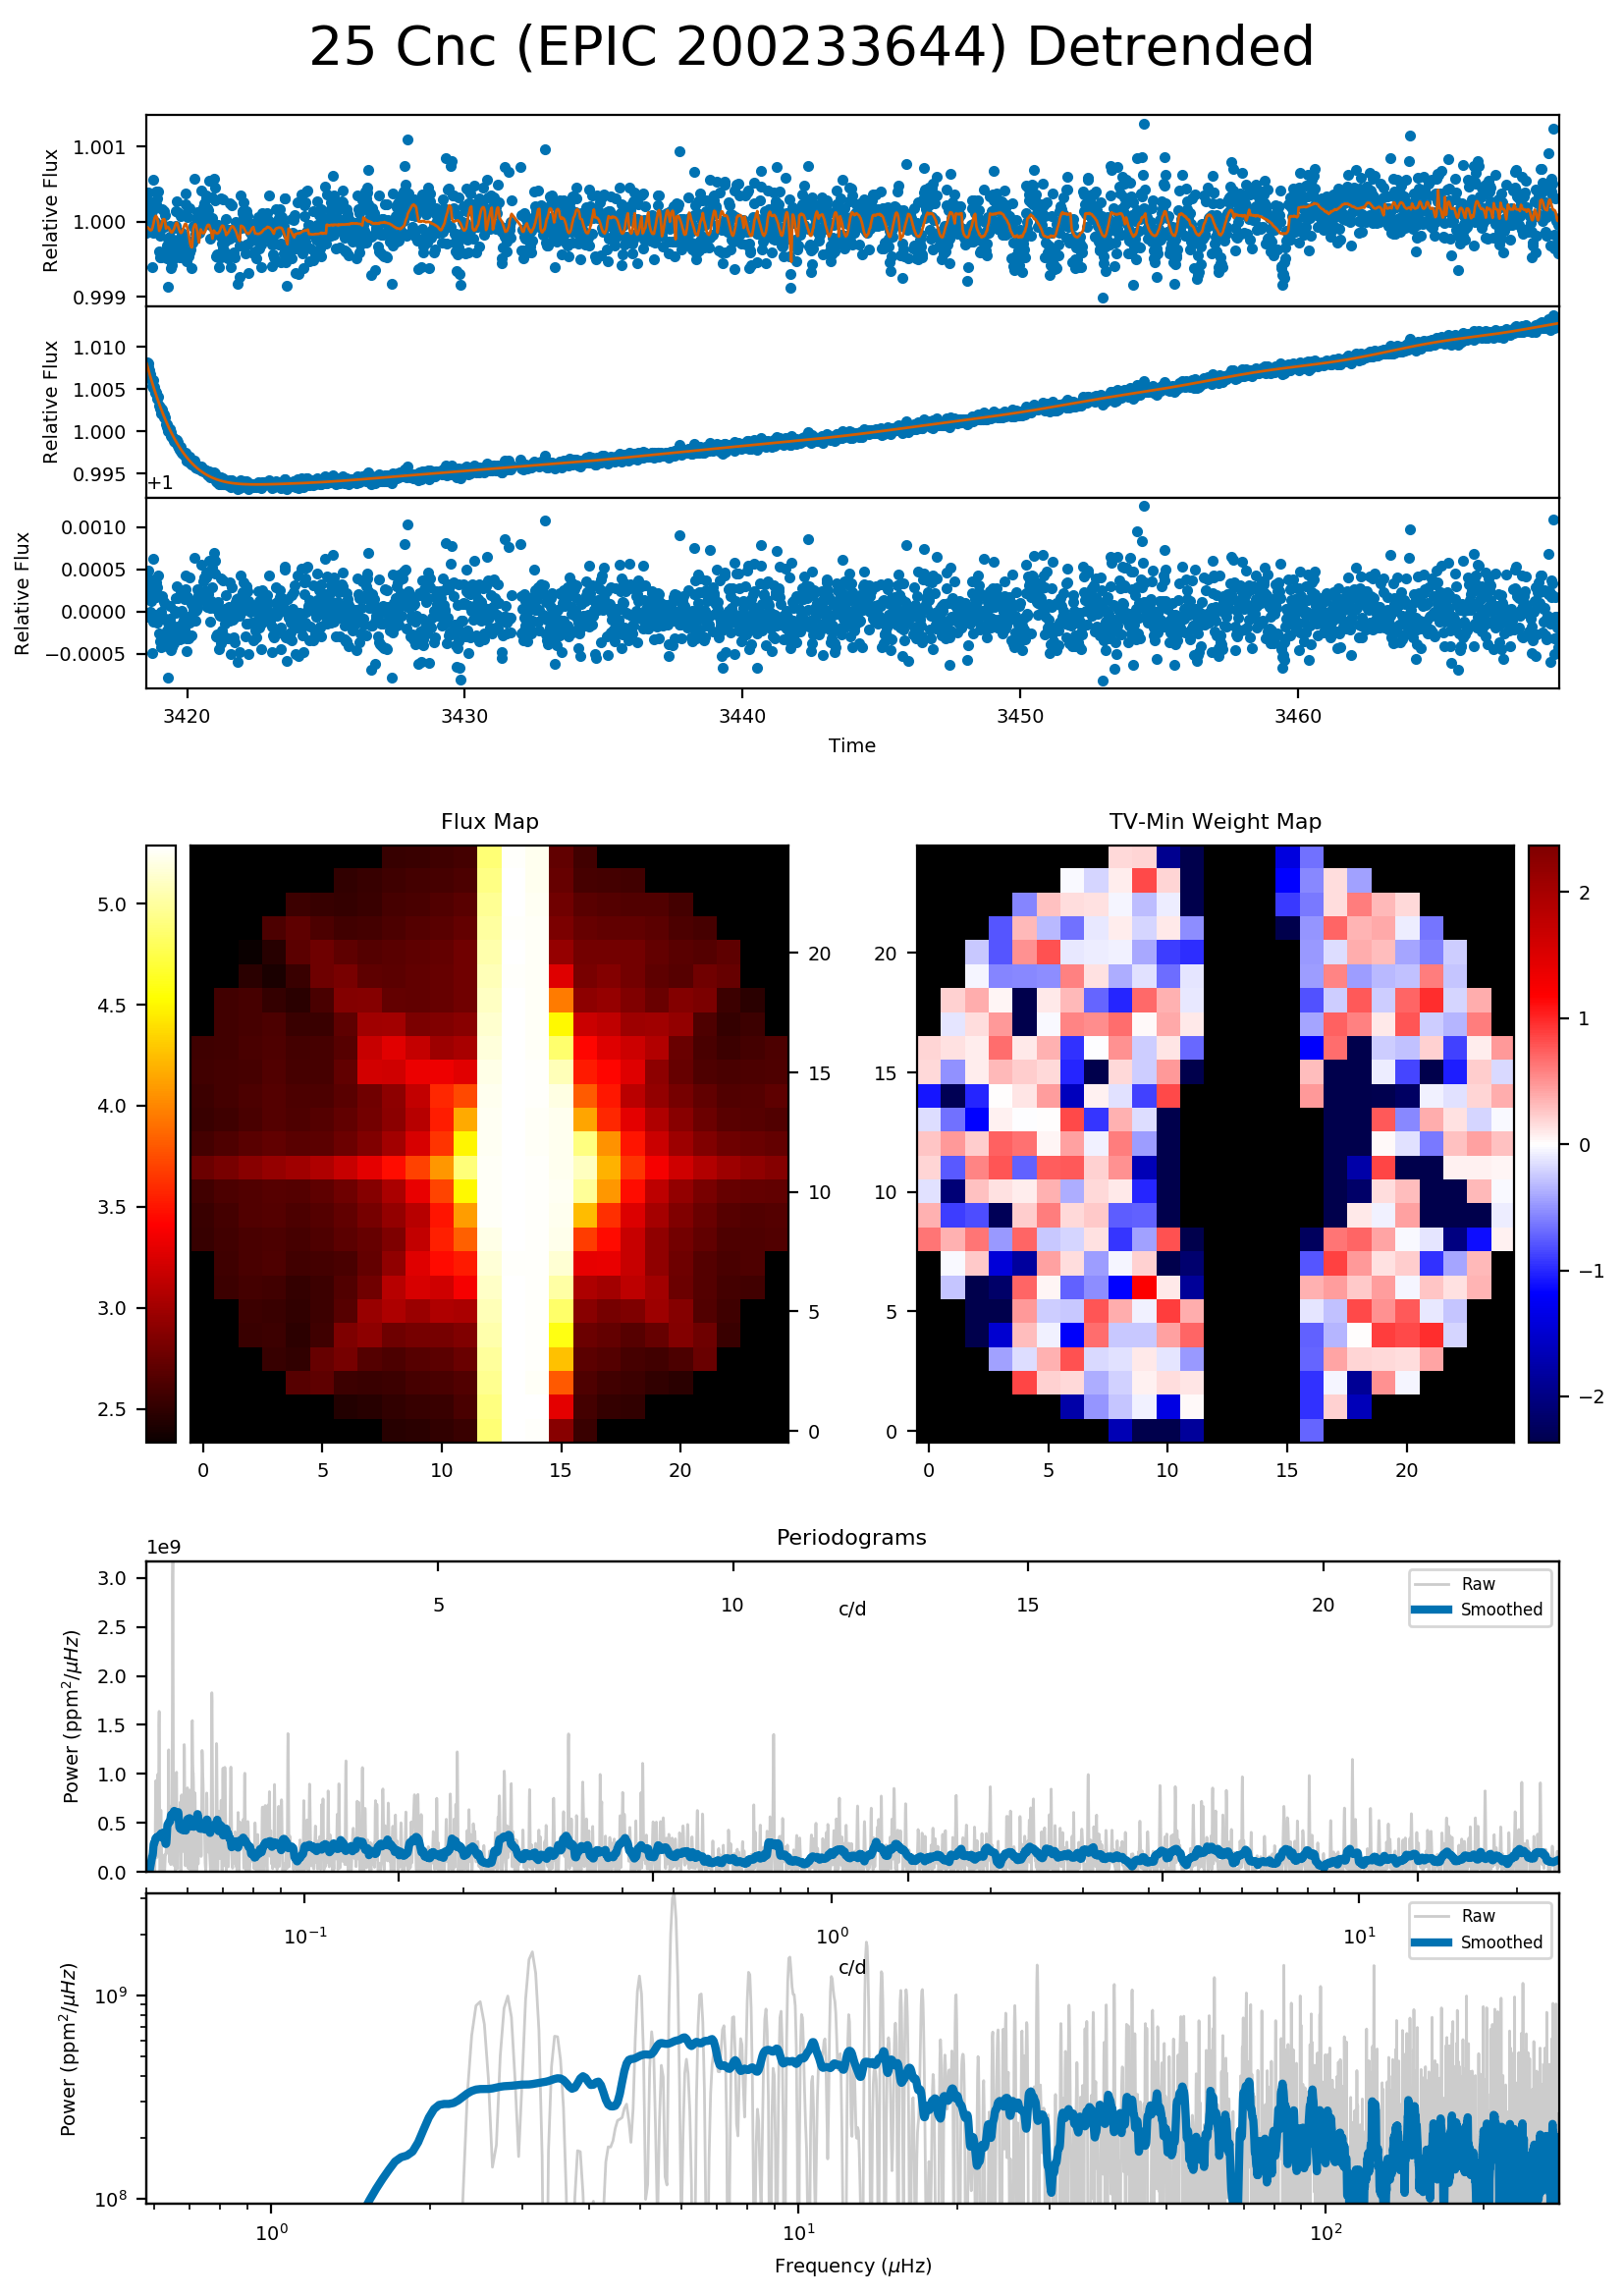 25 Cnc (EPIC 200233644) Detrended
Relative Flux
1.001
1.000
0.999
Relative Flux
1.010
1.005
1.000
0.995
+1
Relative Flux
0.0010
0.0005
0.0000
−0.0005
3420 3430 3440 3450 3460
Time
Flux Map
5.0
4.5
4.0
3.5
3.0
2.5
20
15
10
5
0
0 5 10 15 20
TV-Min Weight Map
20
15
10
5
0
0 5 10 15 20
2
1
0
−1
−2
Periodograms
1e9
Power (ppm²/μHz)
3.0
2.5
2.0
1.5
1.0
0.5
0.0
5 10 15 20
c/d
Raw
Smoothed
Power (ppm²/μHz)
10⁹
10⁸
10⁻¹ 10⁰ 10¹
c/d
Raw
Smoothed
10⁰ 10¹ 10²
Frequency (μHz)